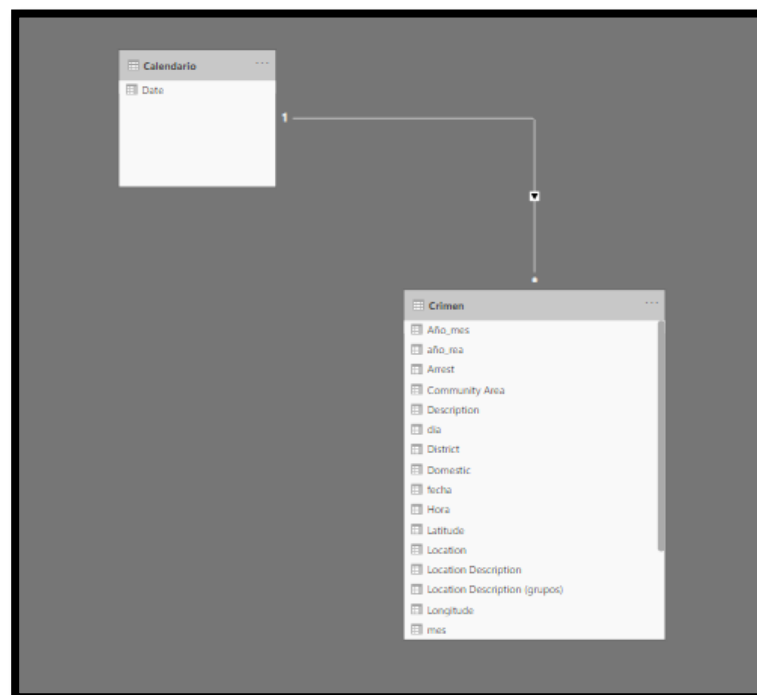 Calendario
Date
1
*
Crimen
Año_mes
año_rea
Arrest
Community Area
Description
dia
District
Domestic
fecha
Hora
Latitude
Location
Location Description
Location Description (grupos)
Longitude
mes